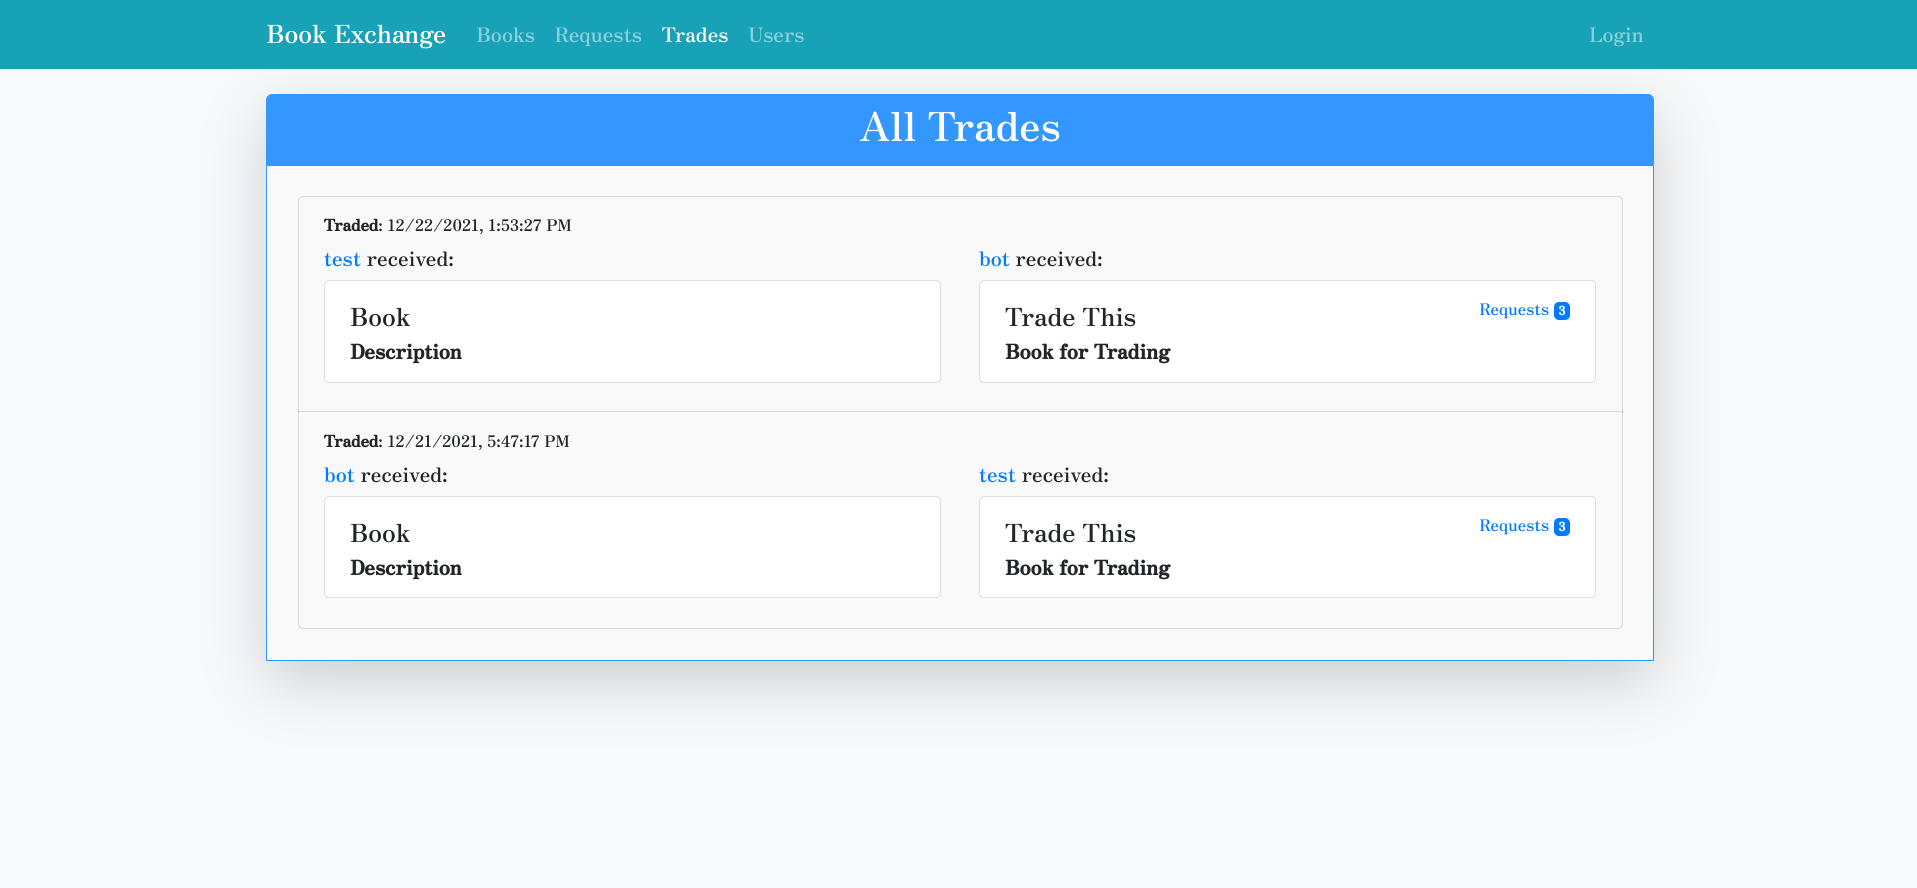 Book Exchange Books Requests Trades Users Login
All Trades
Traded: 12/22/2021, 1:53:27 PM
test received:
Book
Description
bot received:
Trade This
Requests 3
Book for Trading
Traded: 12/21/2021, 5:47:17 PM
bot received:
Book
Description
test received:
Trade This
Requests 3
Book for Trading